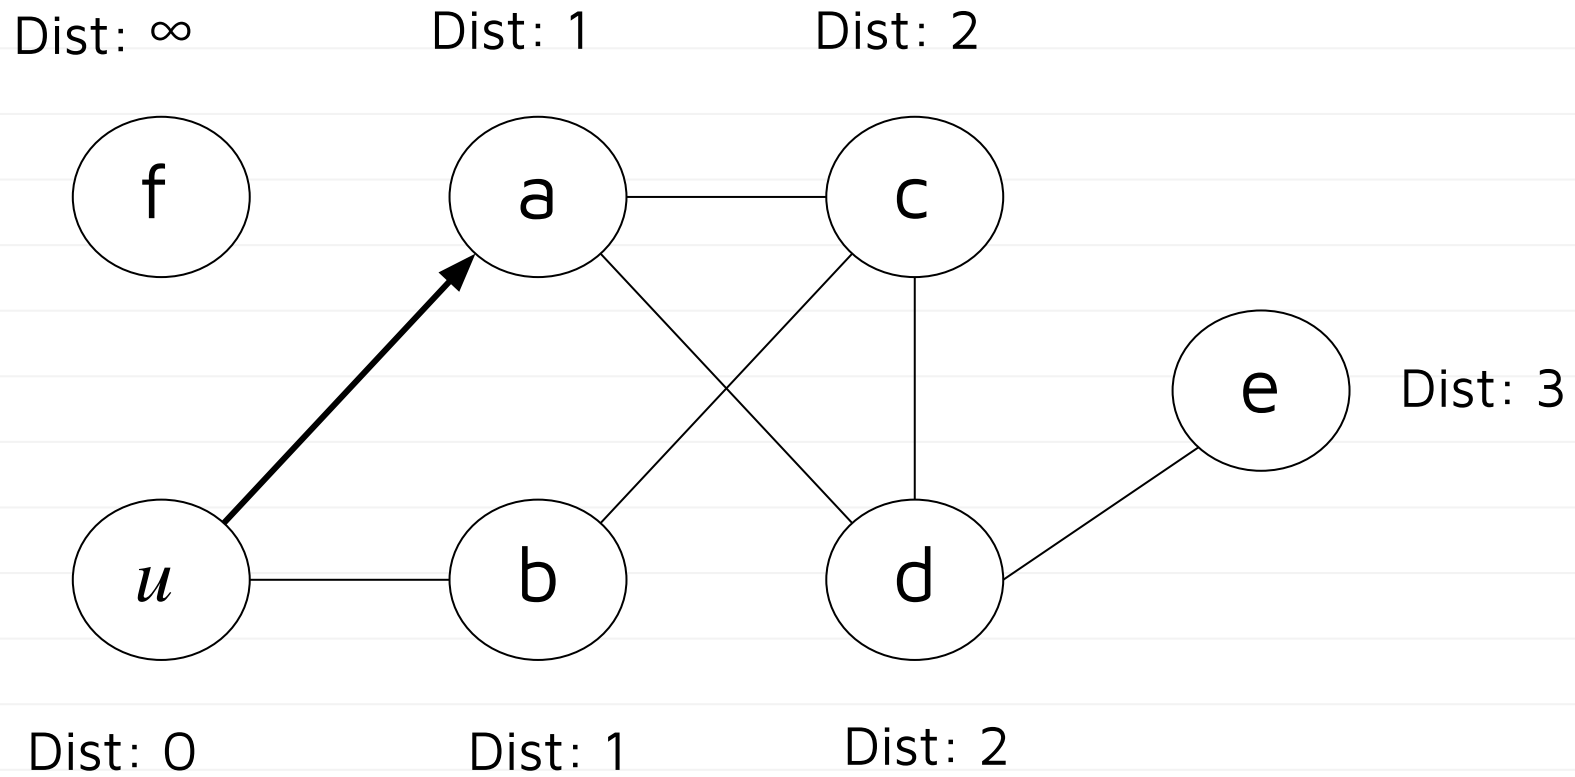 Dist: ∞
Dist: 1
Dist: 2
f
a
c
e
Dist: 3
u
b
d
Dist: 0
Dist: 1
Dist: 2